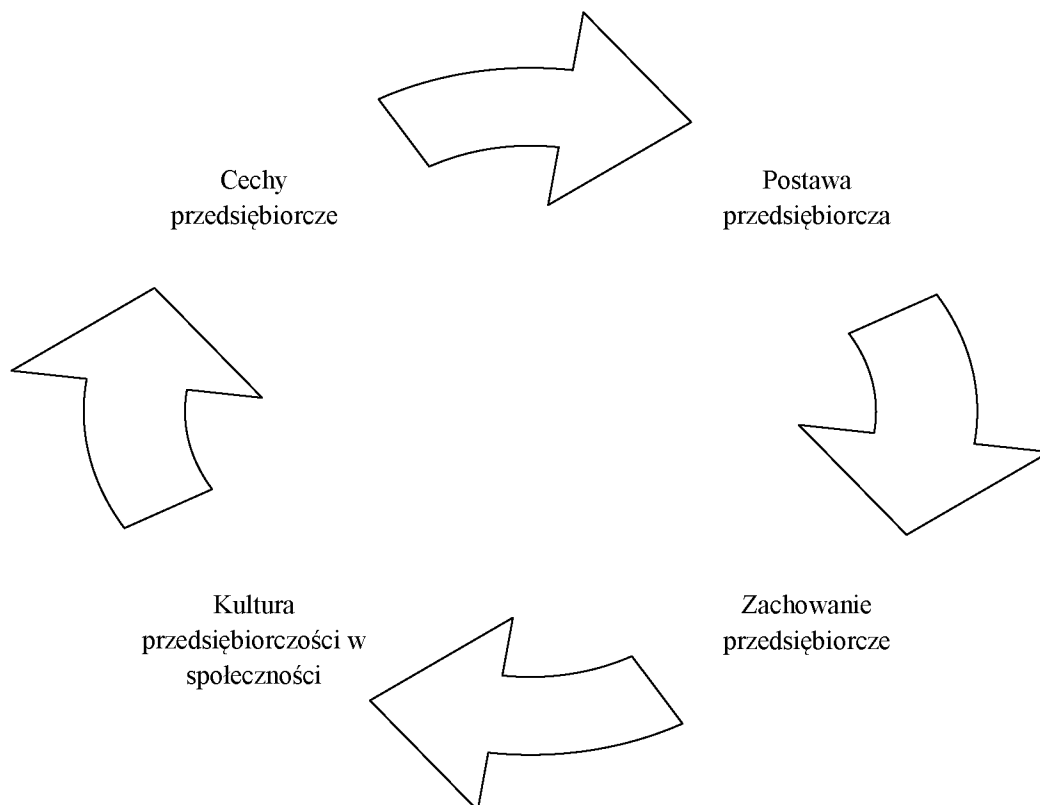 Cechy
przedsiębiorcze
Postawa
przedsiębiorcza
Zachowanie
przedsiębiorcze
Kultura
przedsiębiorczości w
społeczności